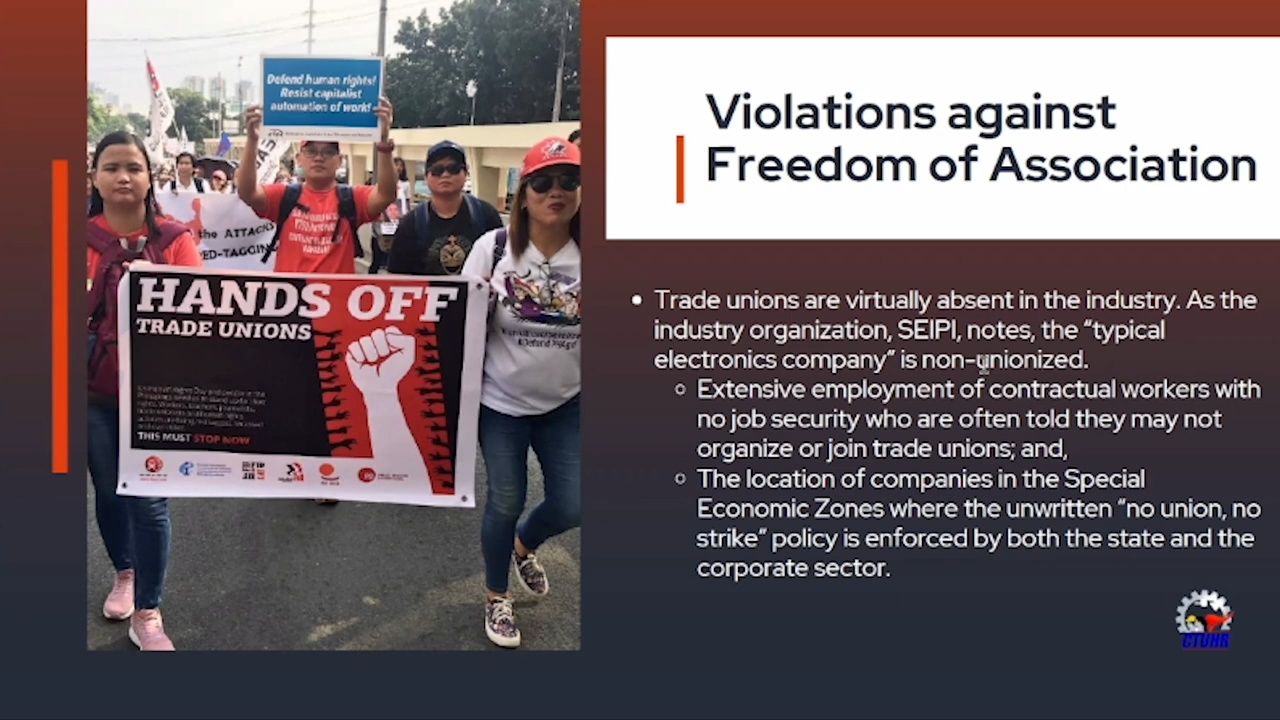 Defend human rights!
Resist capitalist
automation of work!
the ATTACKS
RED-TAGGING
HANDS OFF
TRADE UNIONS
THIS MUST STOP NOW
Violations against
Freedom of Association
Trade unions are virtually absent in the industry. As the
industry organization, SEIPI, notes, the “typical
electronics company” is non-unionized.
Extensive employment of contractual workers with
no job security who are often told they may not
organize or join trade unions; and,
The location of companies in the Special
Economic Zones where the unwritten “no union, no
strike” policy is enforced by both the state and the
corporate sector.
CTUHR